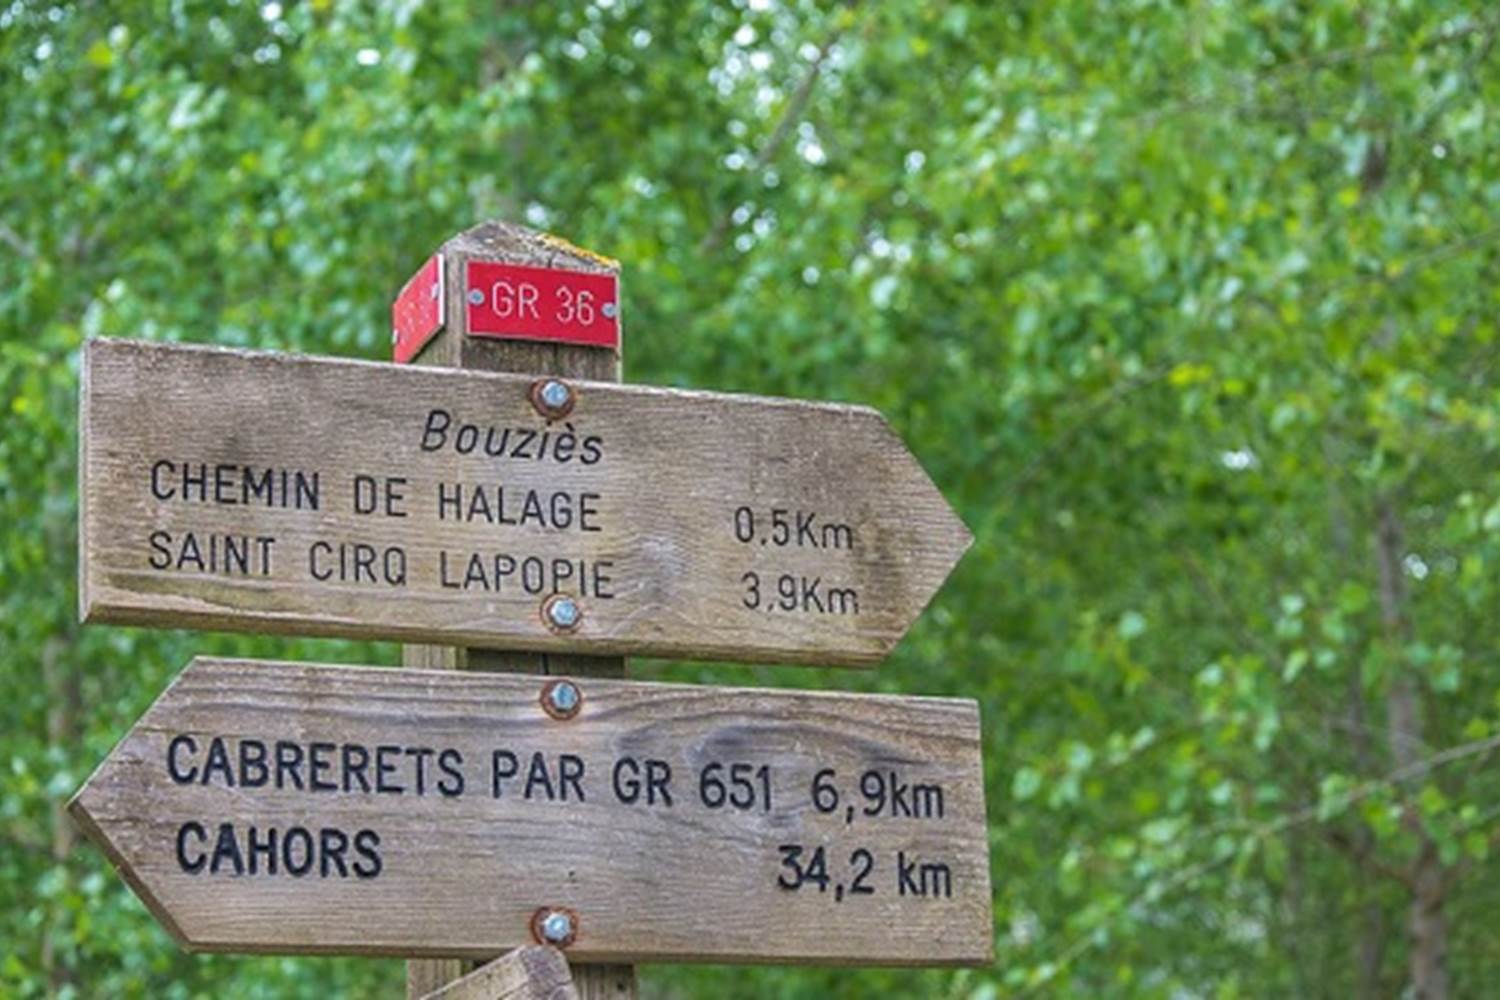 GR 36
Bouziès
CHEMIN DE HALAGE 0.5Km
SAINT CIRQ LAPOPIE 3.9Km
CABRERETS PAR GR 651 6,9km
CAHORS 34,2 km